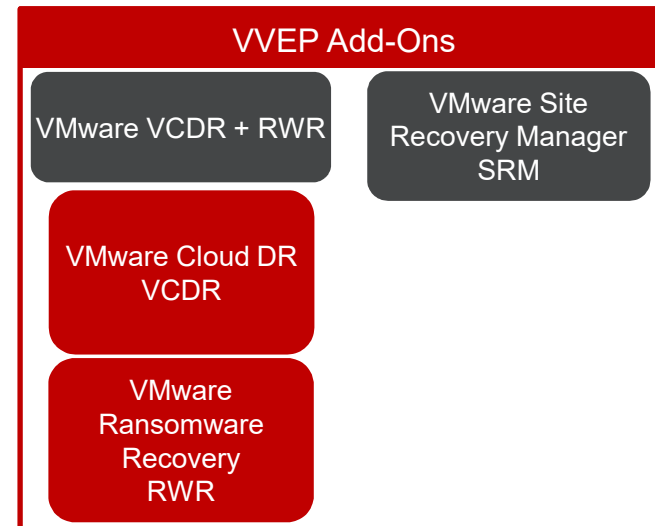 VVEP Add-Ons
VMware VCDR + RWR
VMware Site
Recovery Manager
SRM
VMware Cloud DR
VCDR
VMware
Ransomware
Recovery
RWR